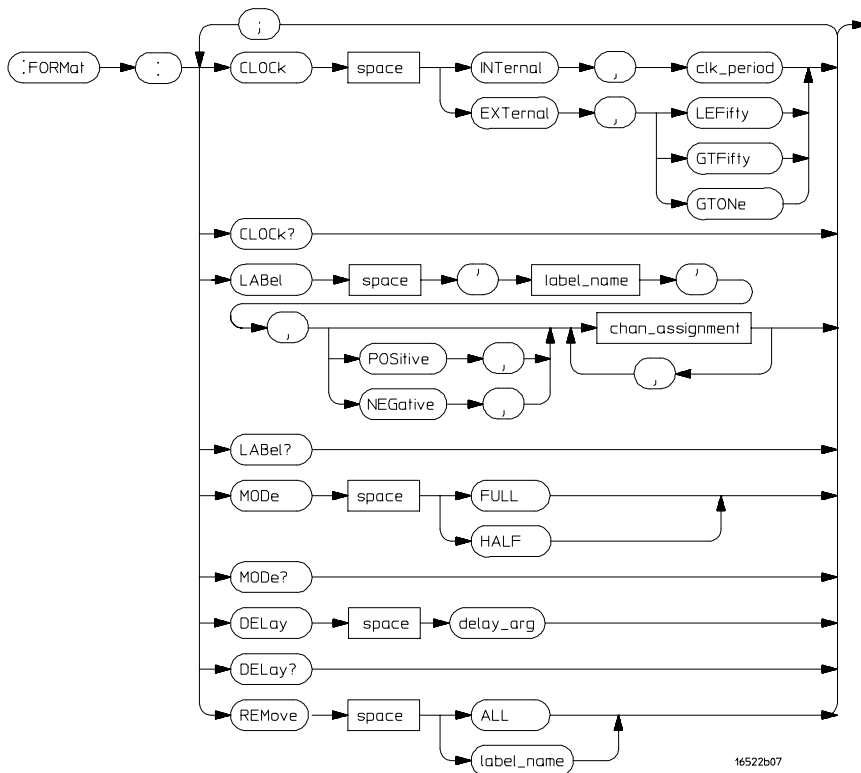 ;
:FORMat : CLOCk space INTernal , clk_period
EXTernal , LEFifty
GTFifty
GTONe
CLOCk?
LABel space ' label_name '
, chan_assignment
POSitive , ,
NEGative ,
LABel?
MODe space FULL
HALF
MODe?
DELay space delay_arg
DELay?
REMove space ALL
label_name
16522b07